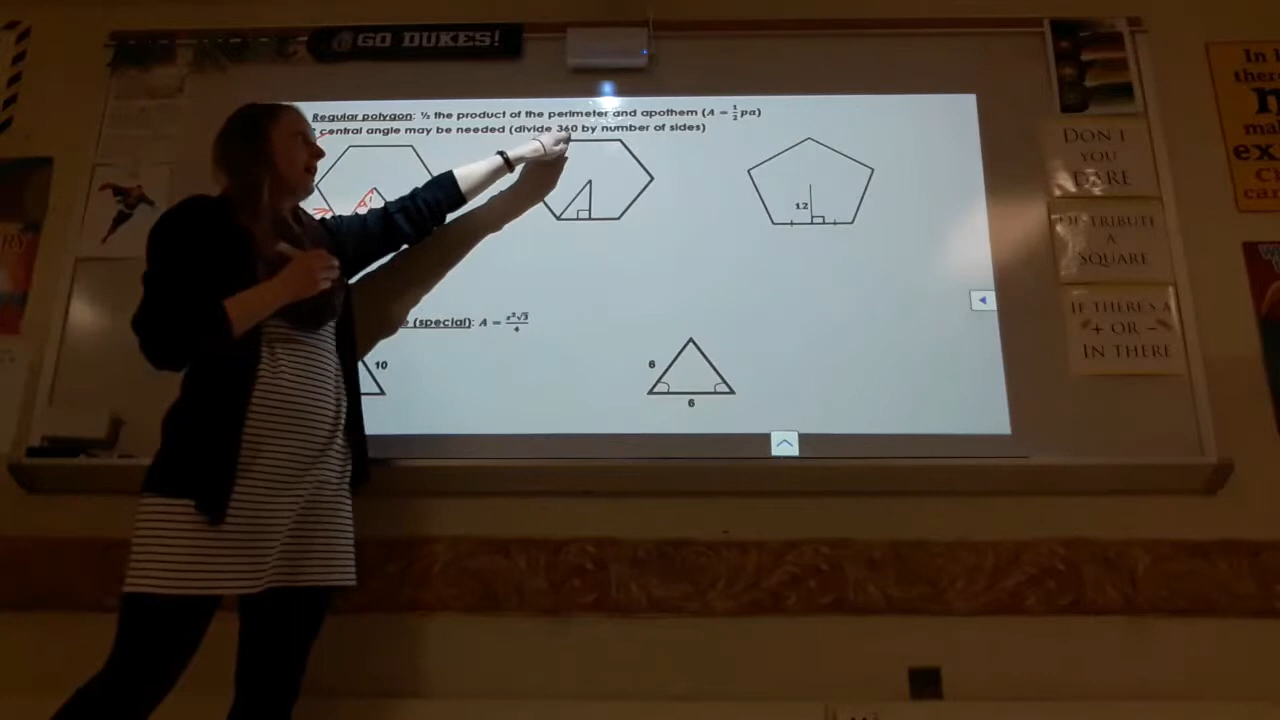 GO DUKES!
Regular polygon: ½ the product of the perimeter and apothem (A = 1/2 pa)
central angle may be needed (divide 360 by number of sides)
12
(special): A = s²√3/4
10
6
6
In
DON'T
YOU
DARE
DISTRIBUTE
A
SQUARE
IF THERE'S A
+ OR -
IN THERE